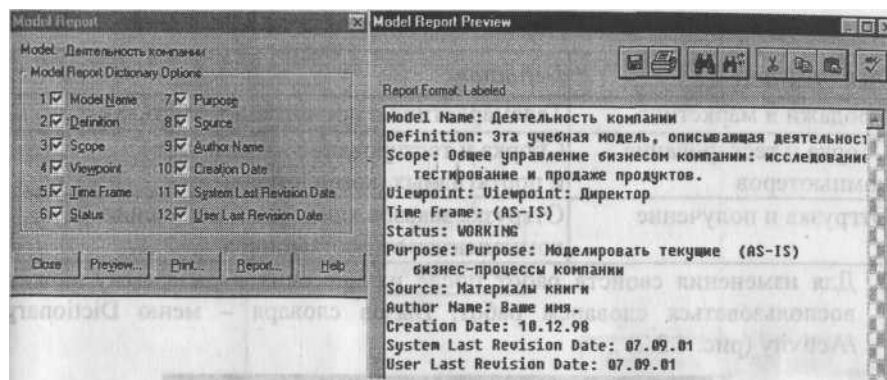 Model Report
Model: Деятельность компании
Model Report Dictionary Options
1 Model Name
2 Definition
3 Scope
4 Viewpoint
5 Time Frame
6 Status
7 Purpose
8 Source
9 Author Name
10 Creation Date
11 System Last Revision Date
12 User Last Revision Date
Close Preview... Print... Report... Help
Model Report Preview
Report Format: Labeled
Model Name: Деятельность компании
Definition: Эта учебная модель, описывающая деятельност
Scope: Общее управление бизнесом компании: исследование
тестирование и продаже продуктов.
Viewpoint: Viewpoint: Директор
Time Frame: (AS-IS)
Status: WORKING
Purpose: Purpose: Моделировать текущие (AS-IS)
бизнес-процессы компании
Source: Материалы книги
Author Name: Ваше имя.
Creation Date: 10.12.98
System Last Revision Date: 07.09.01
User Last Revision Date: 07.09.01